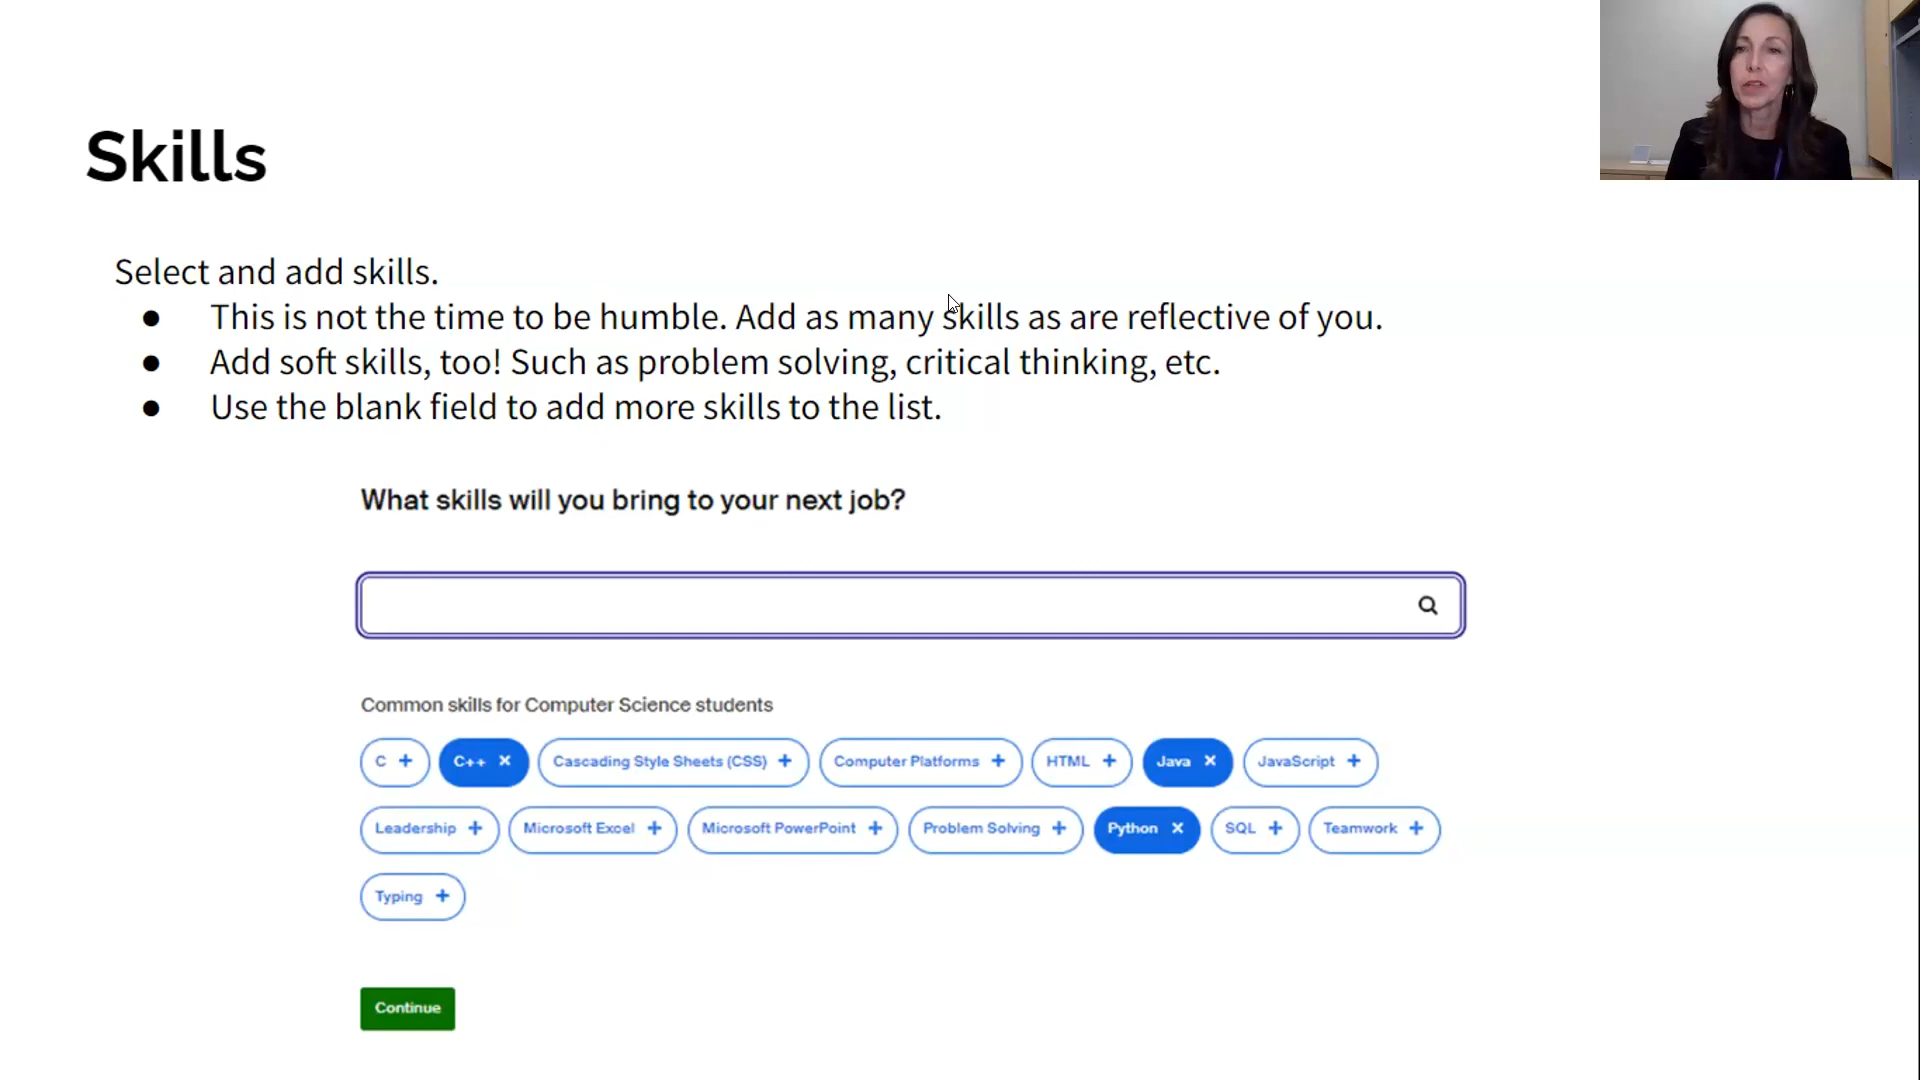 Skills
Select and add skills.
● This is not the time to be humble. Add as many skills as are reflective of you.
● Add soft skills, too! Such as problem solving, critical thinking, etc.
● Use the blank field to add more skills to the list.
What skills will you bring to your next job?
Common skills for Computer Science students
C + C++ × Cascading Style Sheets (CSS) + Computer Platforms + HTML + Java × JavaScript +
Leadership + Microsoft Excel + Microsoft PowerPoint + Problem Solving + Python × SQL + Teamwork +
Typing +
Continue